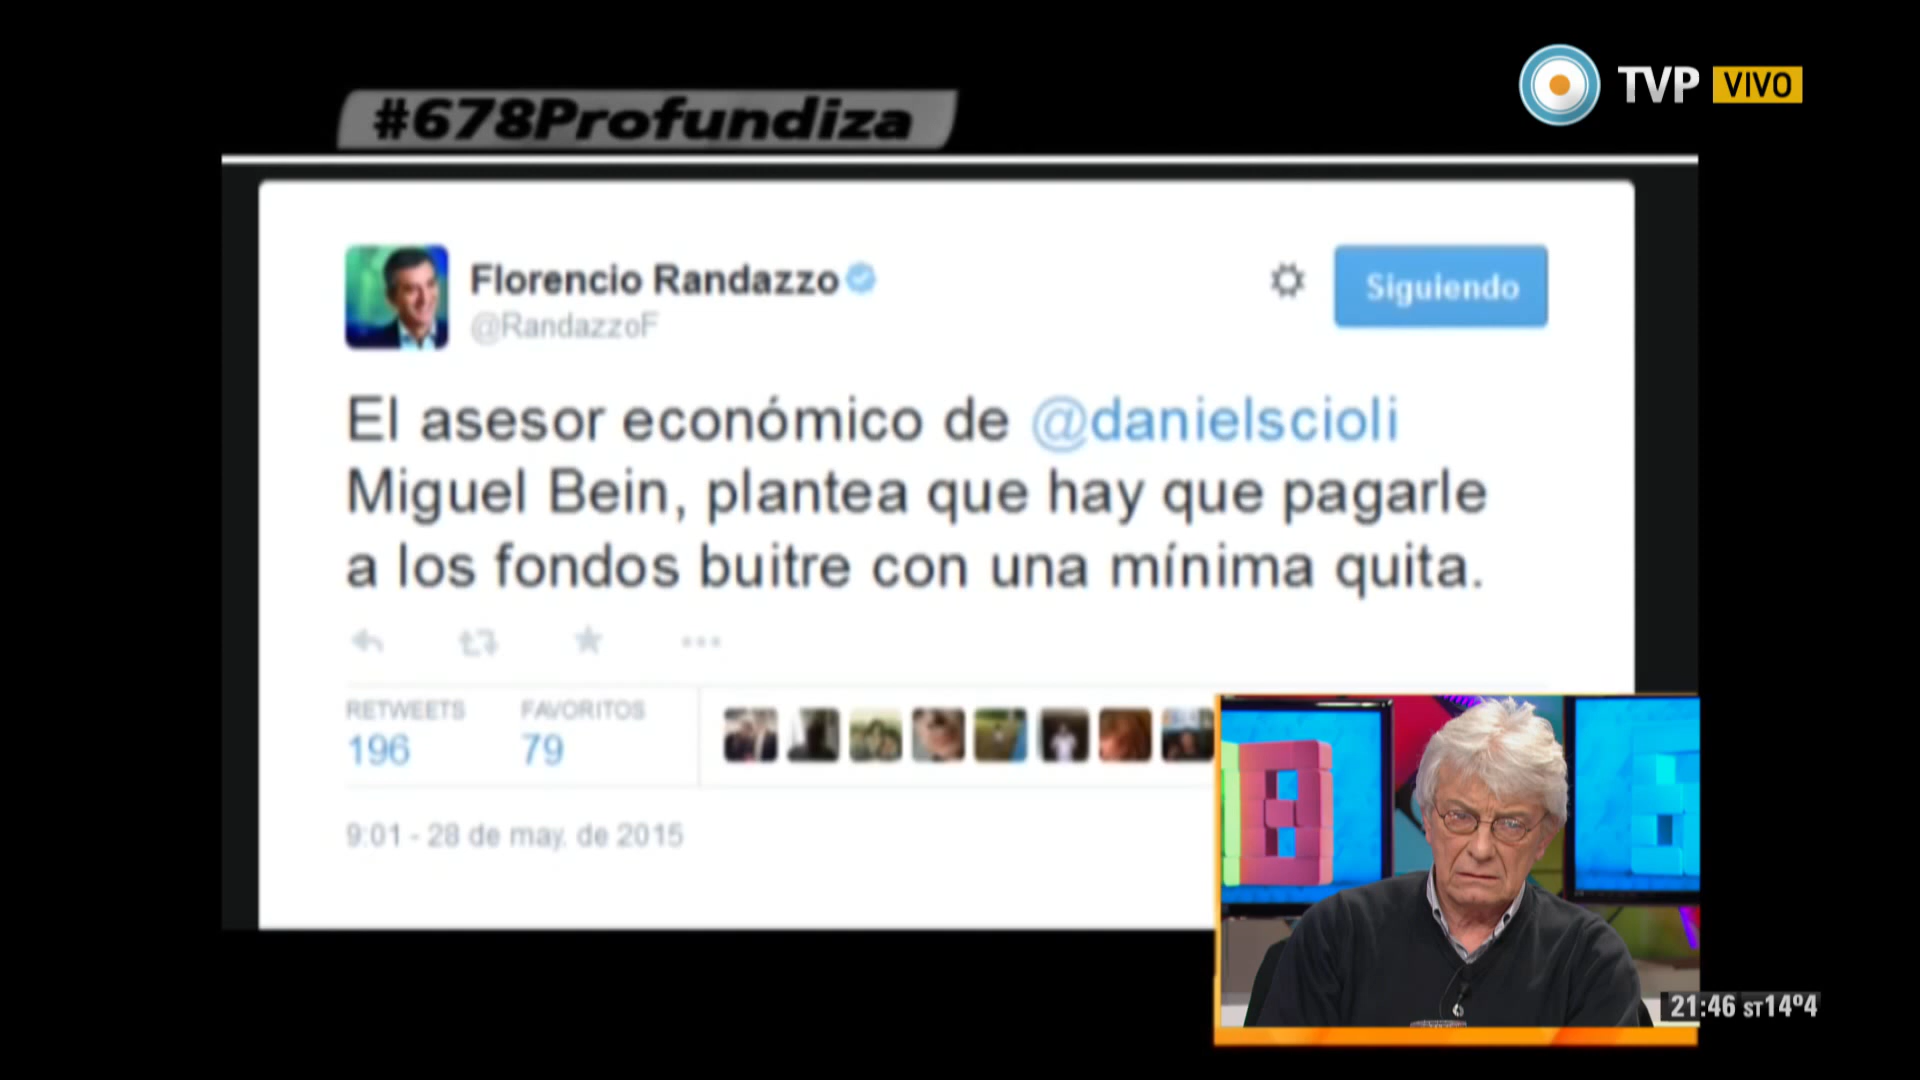 TVP VIVO
#678Profundiza
Florencio Randazzo
@RandazzoF
Siguiendo
El asesor económico de @danielscioli
Miguel Bein, plantea que hay que pagarle
a los fondos buitre con una mínima quita.
RETWEETS FAVORITOS
196 79
9:01 - 28 de may. de 2015
21:46 ST14º4